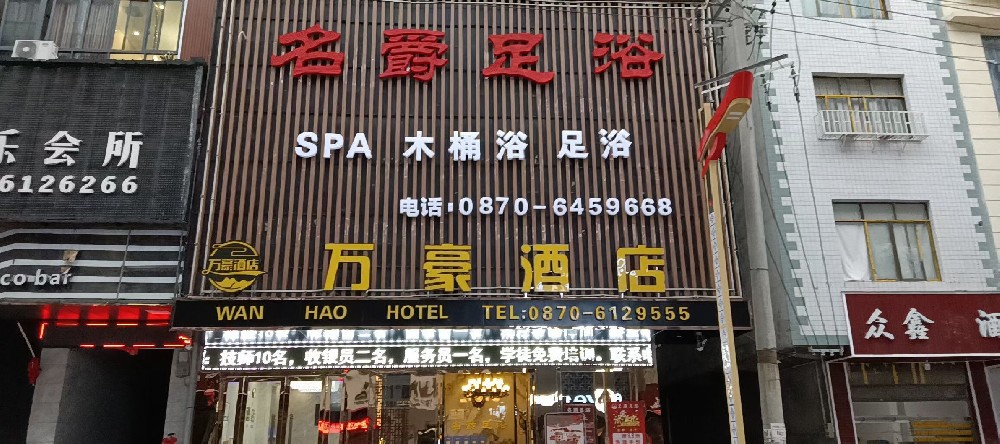 名爵足浴
SPA 木桶浴 足浴
电话:0870-6459668
万豪酒店
万豪酒店
WAN HAO HOTEL TEL:0870-6129555
技师10名,收银员二名,服务员一名,学徒免费培训。联系
乐会所
6126266
co bar
众鑫 酒